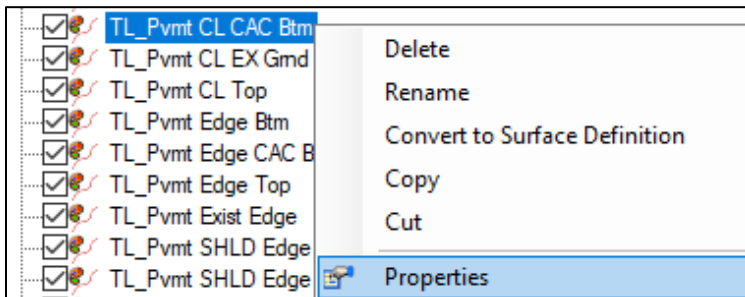 TL_Pvmt CL CAC Btm
TL_Pvmt CL EX Grnd
TL_Pvmt CL Top
TL_Pvmt Edge Btm
TL_Pvmt Edge CAC B
TL_Pvmt Edge Top
TL_Pvmt Exist Edge
TL_Pvmt SHLD Edge
TL_Pvmt SHLD Edge
Delete
Rename
Convert to Surface Definition
Copy
Cut
Properties